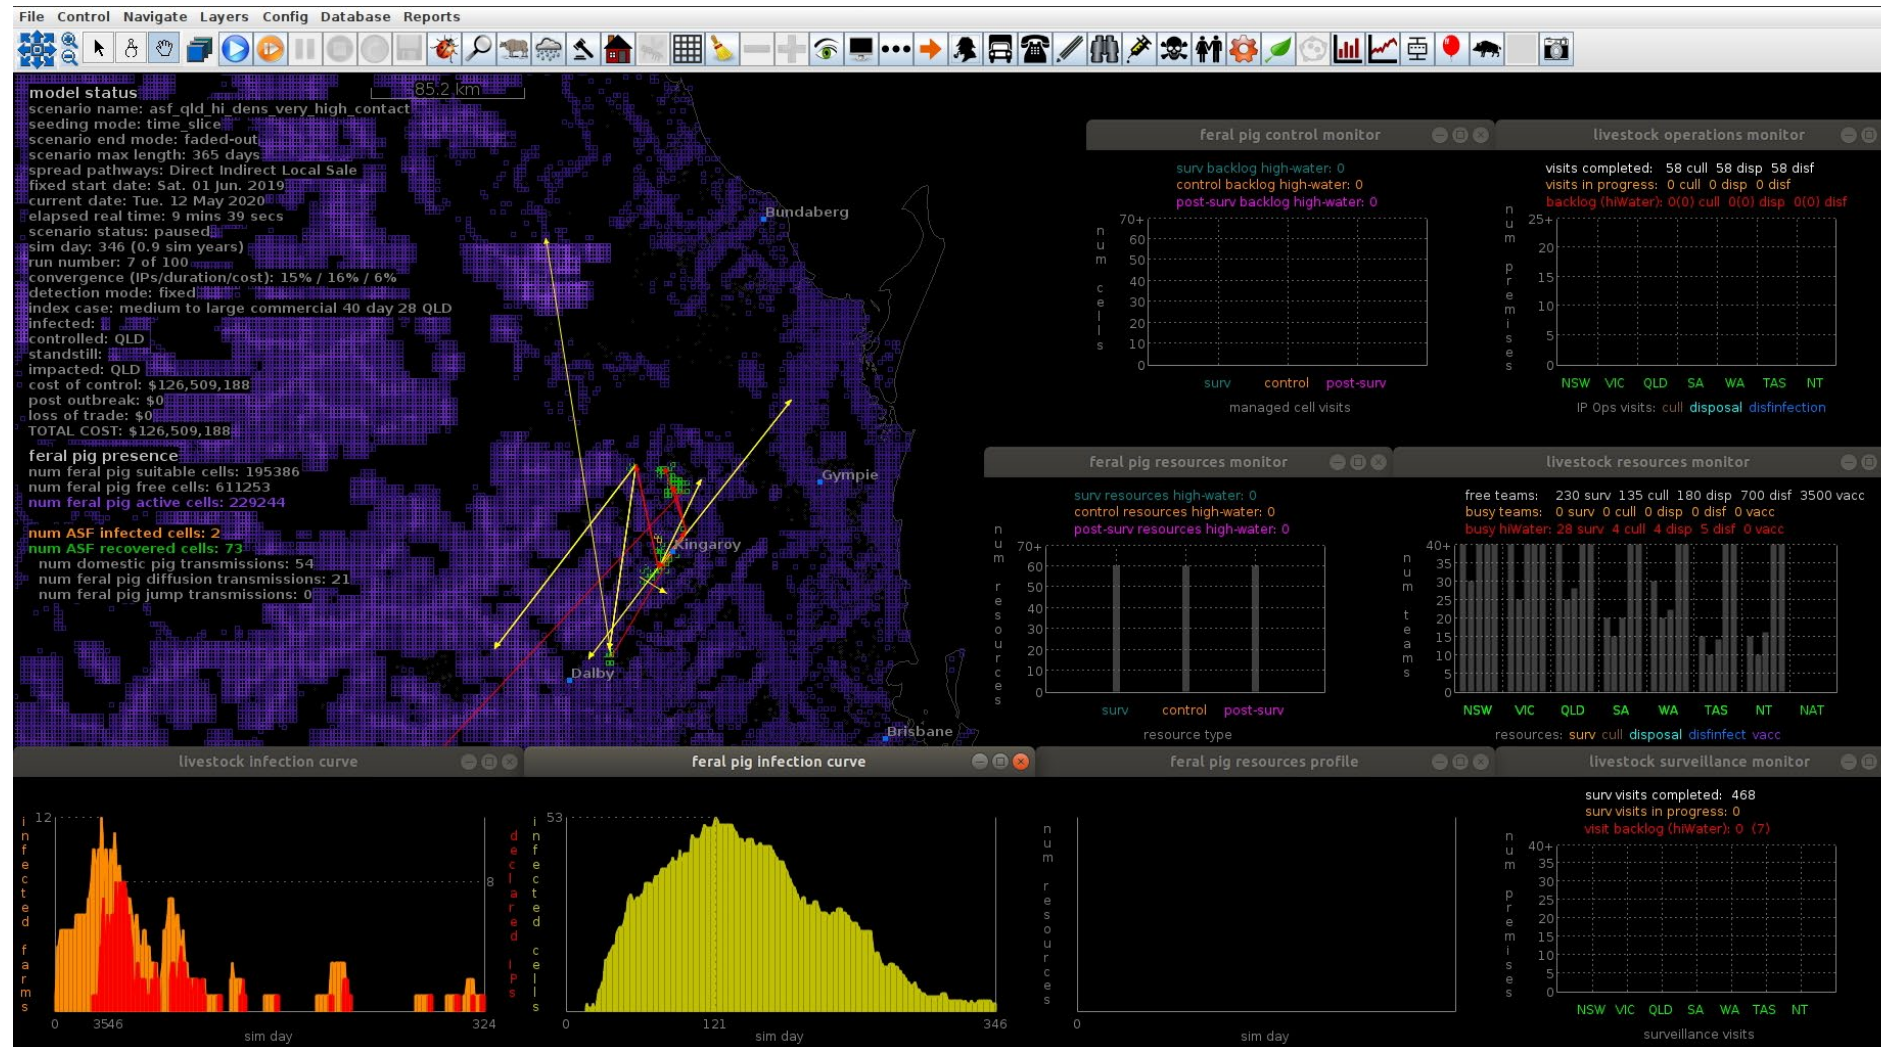 File Control Navigate Layers Config Database Reports
85.2 km
model status
scenario name: asf_qld_hi_dens_very_high_contact
seeding mode: time_slice
scenario end mode: faded-out
scenario max length: 365 days
spread pathways: Direct Indirect Local Sale
fixed start date: Sat. 01 Jun. 2019
current date: Tue. 12 May 2020
elapsed real time: 9 mins 39 secs
scenario status: paused
sim day: 346 (0.9 sim years)
run number: 7 of 100
convergence (IPs/duration/cost): 15% / 16% / 6%
detection mode: fixed
index case: medium to large commercial 40 day 28 QLD
infected:
controlled: QLD
standstill:
impacted: QLD
cost of control: $126,509,188
post outbreak: $0
loss of trade: $0
TOTAL COST: $126,509,188
feral pig presence
num feral pig suitable cells: 195386
num feral pig free cells: 611253
num feral pig active cells: 229244
num ASF infected cells: 2
num ASF recovered cells: 73
num domestic pig transmissions: 54
num feral pig diffusion transmissions: 21
num feral pig jump transmissions: 0
Bundaberg
Gympie
Kingaroy
Dalby
Brisbane
feral pig control monitor
surv backlog high-water: 0
control backlog high-water: 0
post-surv backlog high-water: 0
num cells
70+
60
50
40
30
20
10
0
surv control post-surv
managed cell visits
livestock operations monitor
visits completed: 58 cull 58 disp 58 disf
visits in progress: 0 cull 0 disp 0 disf
backlog (hiWater): 0(0) cull 0(0) disp 0(0) disf
num premises
25+
20
15
10
5
0
NSW VIC QLD SA WA TAS NT
IP Ops visits: cull disposal disfinfection
feral pig resources monitor
surv resources high-water: 0
control resources high-water: 0
post-surv resources high-water: 0
num resources
70+
60
50
40
30
20
10
0
surv control post-surv
resource type
livestock resources monitor
free teams: 230 surv 135 cull 180 disp 700 disf 3500 vacc
busy teams: 0 surv 0 cull 0 disp 0 disf 0 vacc
busy hiWater: 28 surv 4 cull 4 disp 5 disf 0 vacc
num teams
40+
35
30
25
20
15
10
5
0
NSW VIC QLD SA WA TAS NT NAT
resources: surv cull disposal disinfect vacc
livestock infection curve
infected farms
12
declared IPs
8
0 3546 324
sim day
feral pig infection curve
infected cells
53
0 121 346
sim day
feral pig resources profile
num resources
0
sim day
livestock surveillance monitor
surv visits completed: 468
surv visits in progress: 0
visit backlog (hiWater): 0 (7)
num premises
40+
35
30
25
20
15
10
5
0
NSW VIC QLD SA WA TAS NT
surveillance visits